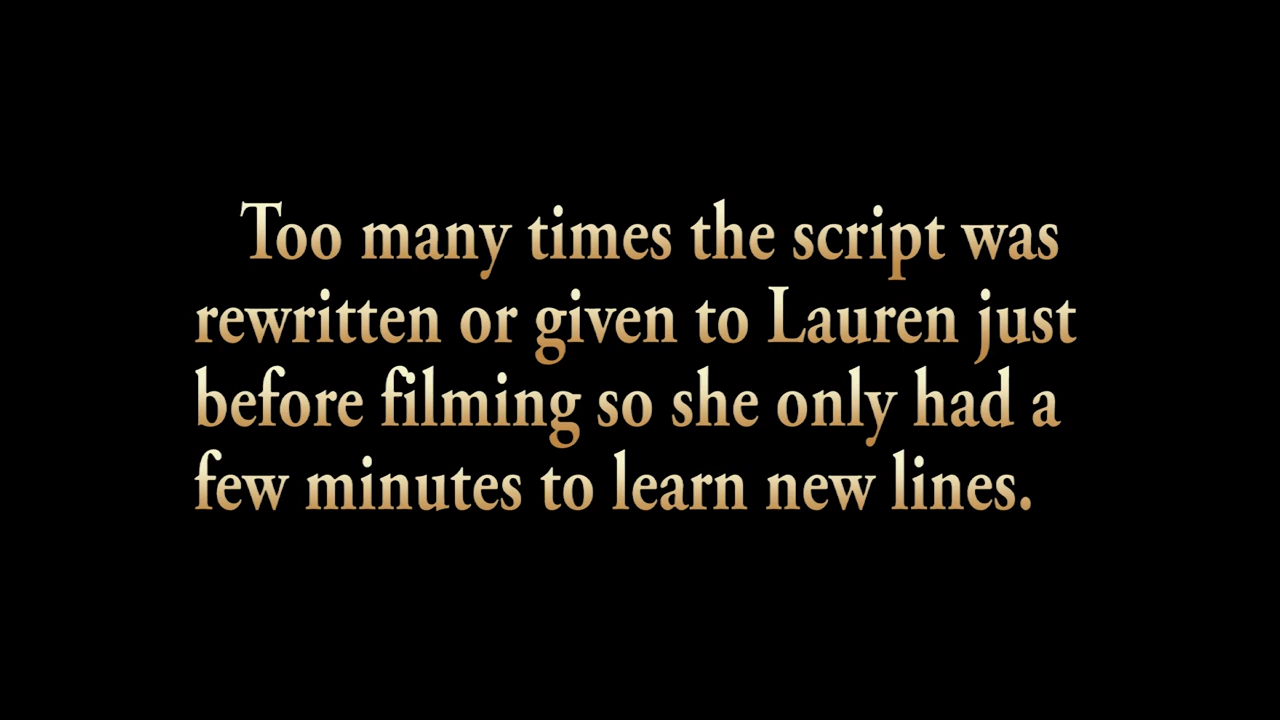 Too many times the script was
rewritten or given to Lauren just
before filming so she only had a
few minutes to learn new lines.